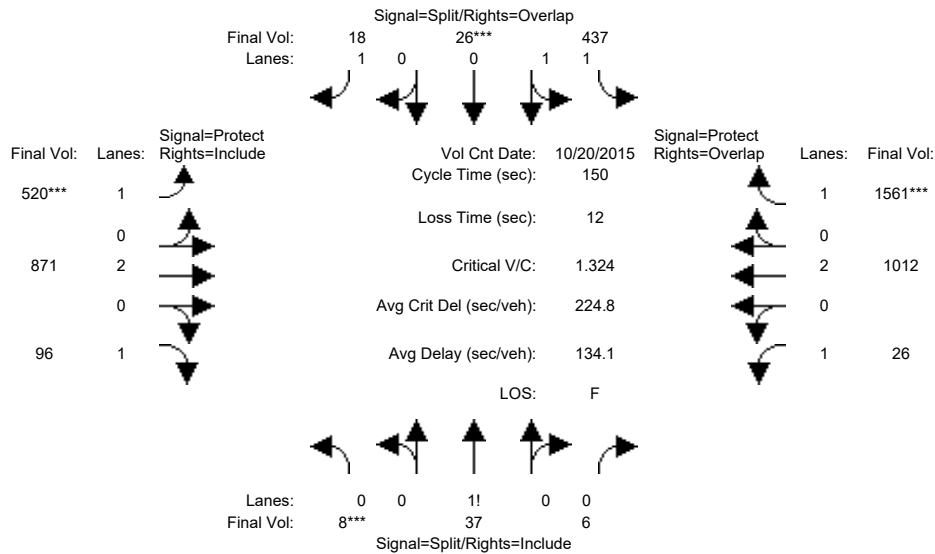 Signal=Split/Rights=Overlap
Final Vol: 18 26*** 437
Lanes: 1 0 0 1 1
Signal=Protect Signal=Protect
Final Vol: Lanes: Rights=Include Vol Cnt Date: 10/20/2015 Rights=Overlap Lanes: Final Vol:
Cycle Time (sec): 150
520*** 1 1 1561***
Loss Time (sec): 12
0 0
871 2 Critical V/C: 1.324 2 1012
0 Avg Crit Del (sec/veh): 224.8 0
96 1 Avg Delay (sec/veh): 134.1 1 26
LOS: F
Lanes: 0 0 1! 0 0
Final Vol: 8*** 37 6
Signal=Split/Rights=Include